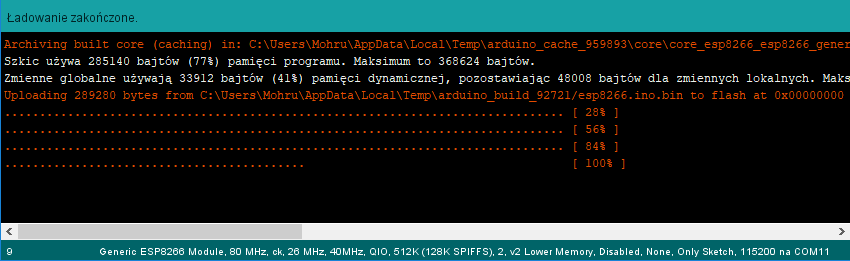 Ładowanie zakończone.
Archiving built core (caching) in: C:\Users\Mohru\AppData\Local\Temp\arduino_cache_959893\core\core_esp8266_esp8266_gener
Szkic używa 285140 bajtów (77%) pamięci programu. Maksimum to 368624 bajtów.
Zmienne globalne używają 33912 bajtów (41%) pamięci dynamicznej, pozostawiając 48008 bajtów dla zmiennych lokalnych. Maks
Uploading 289280 bytes from C:\Users\Mohru\AppData\Local\Temp\arduino_build_92721/esp8266.ino.bin to flash at 0x00000000
................................................................................ [ 28% ]
................................................................................ [ 56% ]
................................................................................ [ 84% ]
........................................... [ 100% ]
9 Generic ESP8266 Module, 80 MHz, ck, 26 MHz, 40MHz, QIO, 512K (128K SPIFFS), 2, v2 Lower Memory, Disabled, None, Only Sketch, 115200 na COM11